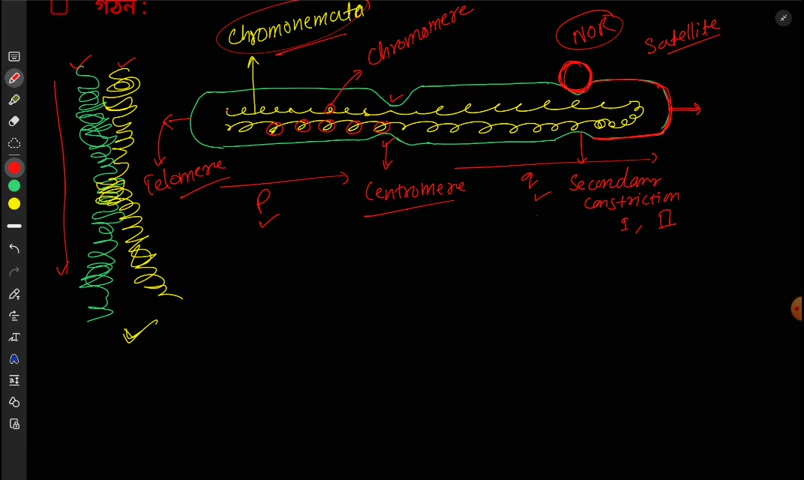 গঠন :
Chromonemata
Chromomere
NOR
Satellite
Telomere
P
Centromere
q
Secondary
constriction
I, II